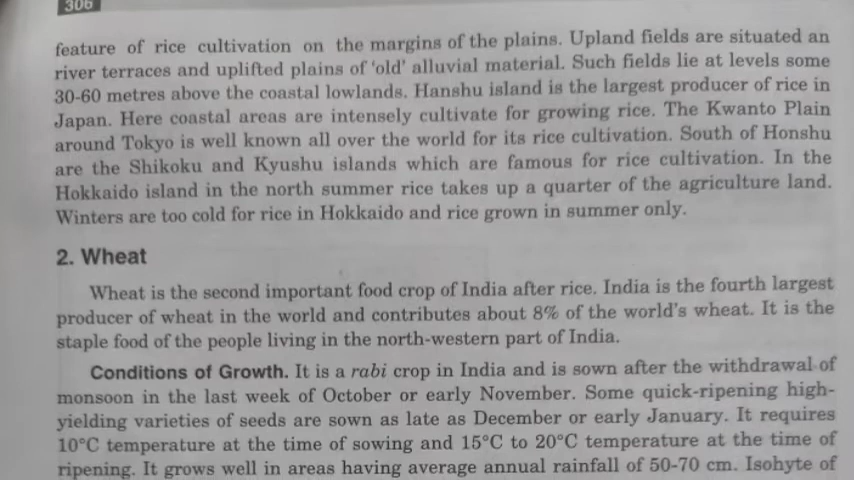 306
feature of rice cultivation on the margins of the plains. Upland fields are situated an
river terraces and uplifted plains of 'old' alluvial material. Such fields lie at levels some
30-60 metres above the coastal lowlands. Hanshu island is the largest producer of rice in
Japan. Here coastal areas are intensely cultivate for growing rice. The Kwanto Plain
around Tokyo is well known all over the world for its rice cultivation. South of Honshu
are the Shikoku and Kyushu islands which are famous for rice cultivation. In the
Hokkaido island in the north summer rice takes up a quarter of the agriculture land.
Winters are too cold for rice in Hokkaido and rice grown in summer only.
2. Wheat
Wheat is the second important food crop of India after rice. India is the fourth largest
producer of wheat in the world and contributes about 8% of the world's wheat. It is the
staple food of the people living in the north-western part of India.
Conditions of Growth. It is a rabi crop in India and is sown after the withdrawal of
monsoon in the last week of October or early November. Some quick-ripening high-
yielding varieties of seeds are sown as late as December or early January. It requires
10°C temperature at the time of sowing and 15°C to 20°C temperature at the time of
ripening. It grows well in areas having average annual rainfall of 50-70 cm. Isohyte of